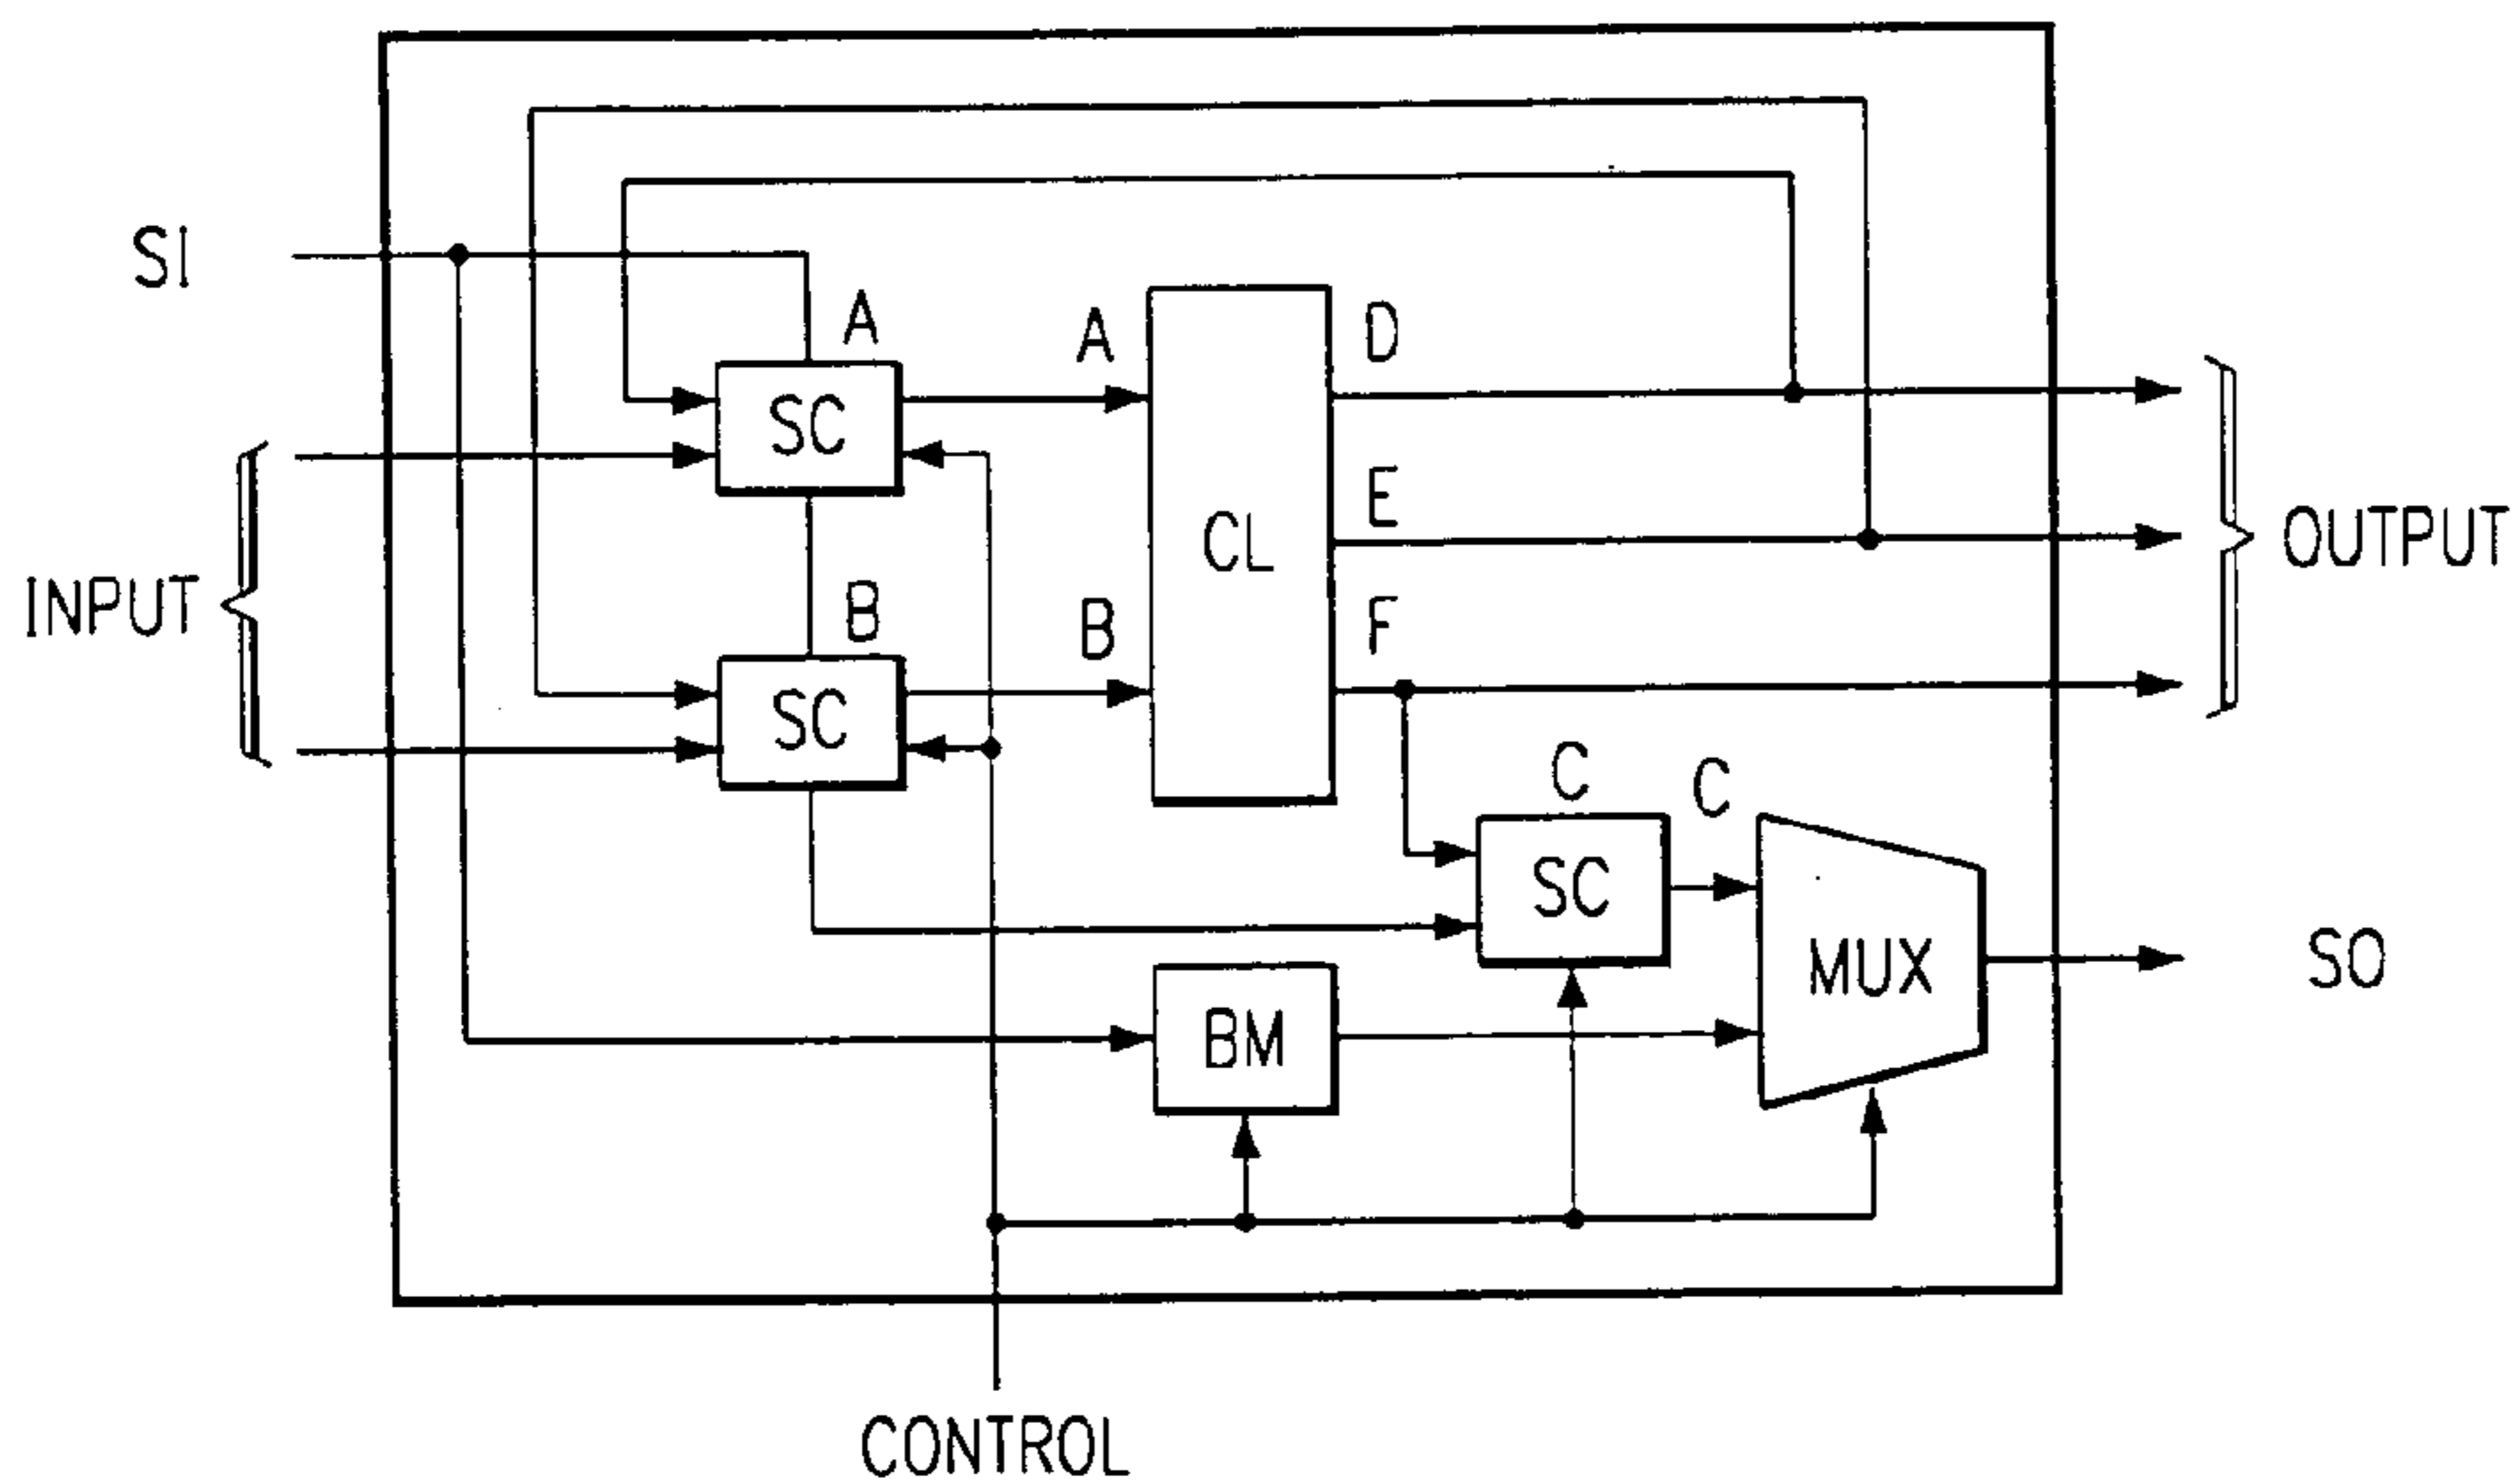 SI
A
A
D
SC
CL
E
INPUT
OUTPUT
B
B
F
SC
C
C
SC
MUX
SO
BM
CONTROL